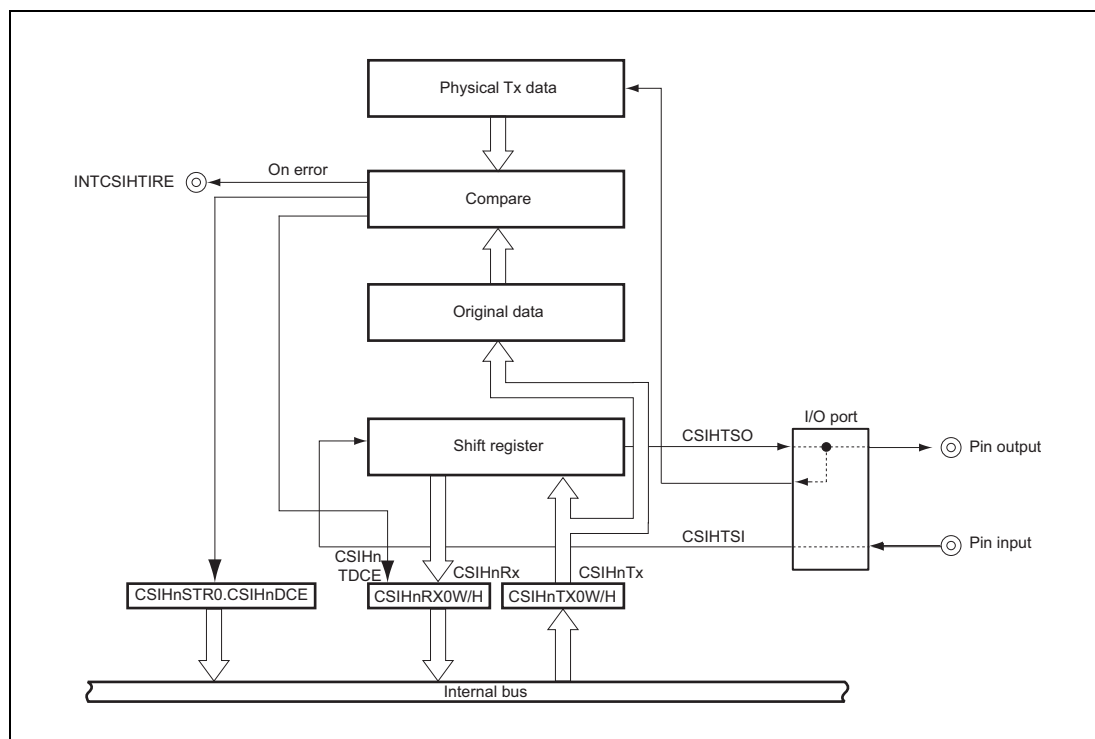 Physical Tx data
On error
INTCSIHTIRE
Compare
Original data
I/O port
Shift register
CSIHTSO
Pin output
CSIHTSI
Pin input
CSIHn
TDCE
CSIHnRx
CSIHnTx
CSIHnSTR0.CSIHnDCE
CSIHnRX0W/H
CSIHnTX0W/H
Internal bus